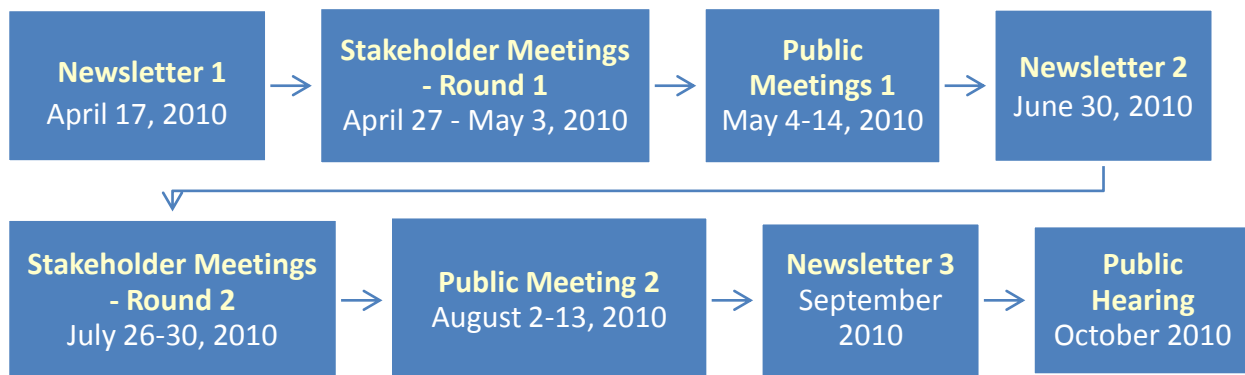 Newsletter 1
April 17, 2010
Stakeholder Meetings
- Round 1
April 27 - May 3, 2010
Public
Meetings 1
May 4-14, 2010
Newsletter 2
June 30, 2010
Stakeholder Meetings
- Round 2
July 26-30, 2010
Public Meeting 2
August 2-13, 2010
Newsletter 3
September
2010
Public
Hearing
October 2010